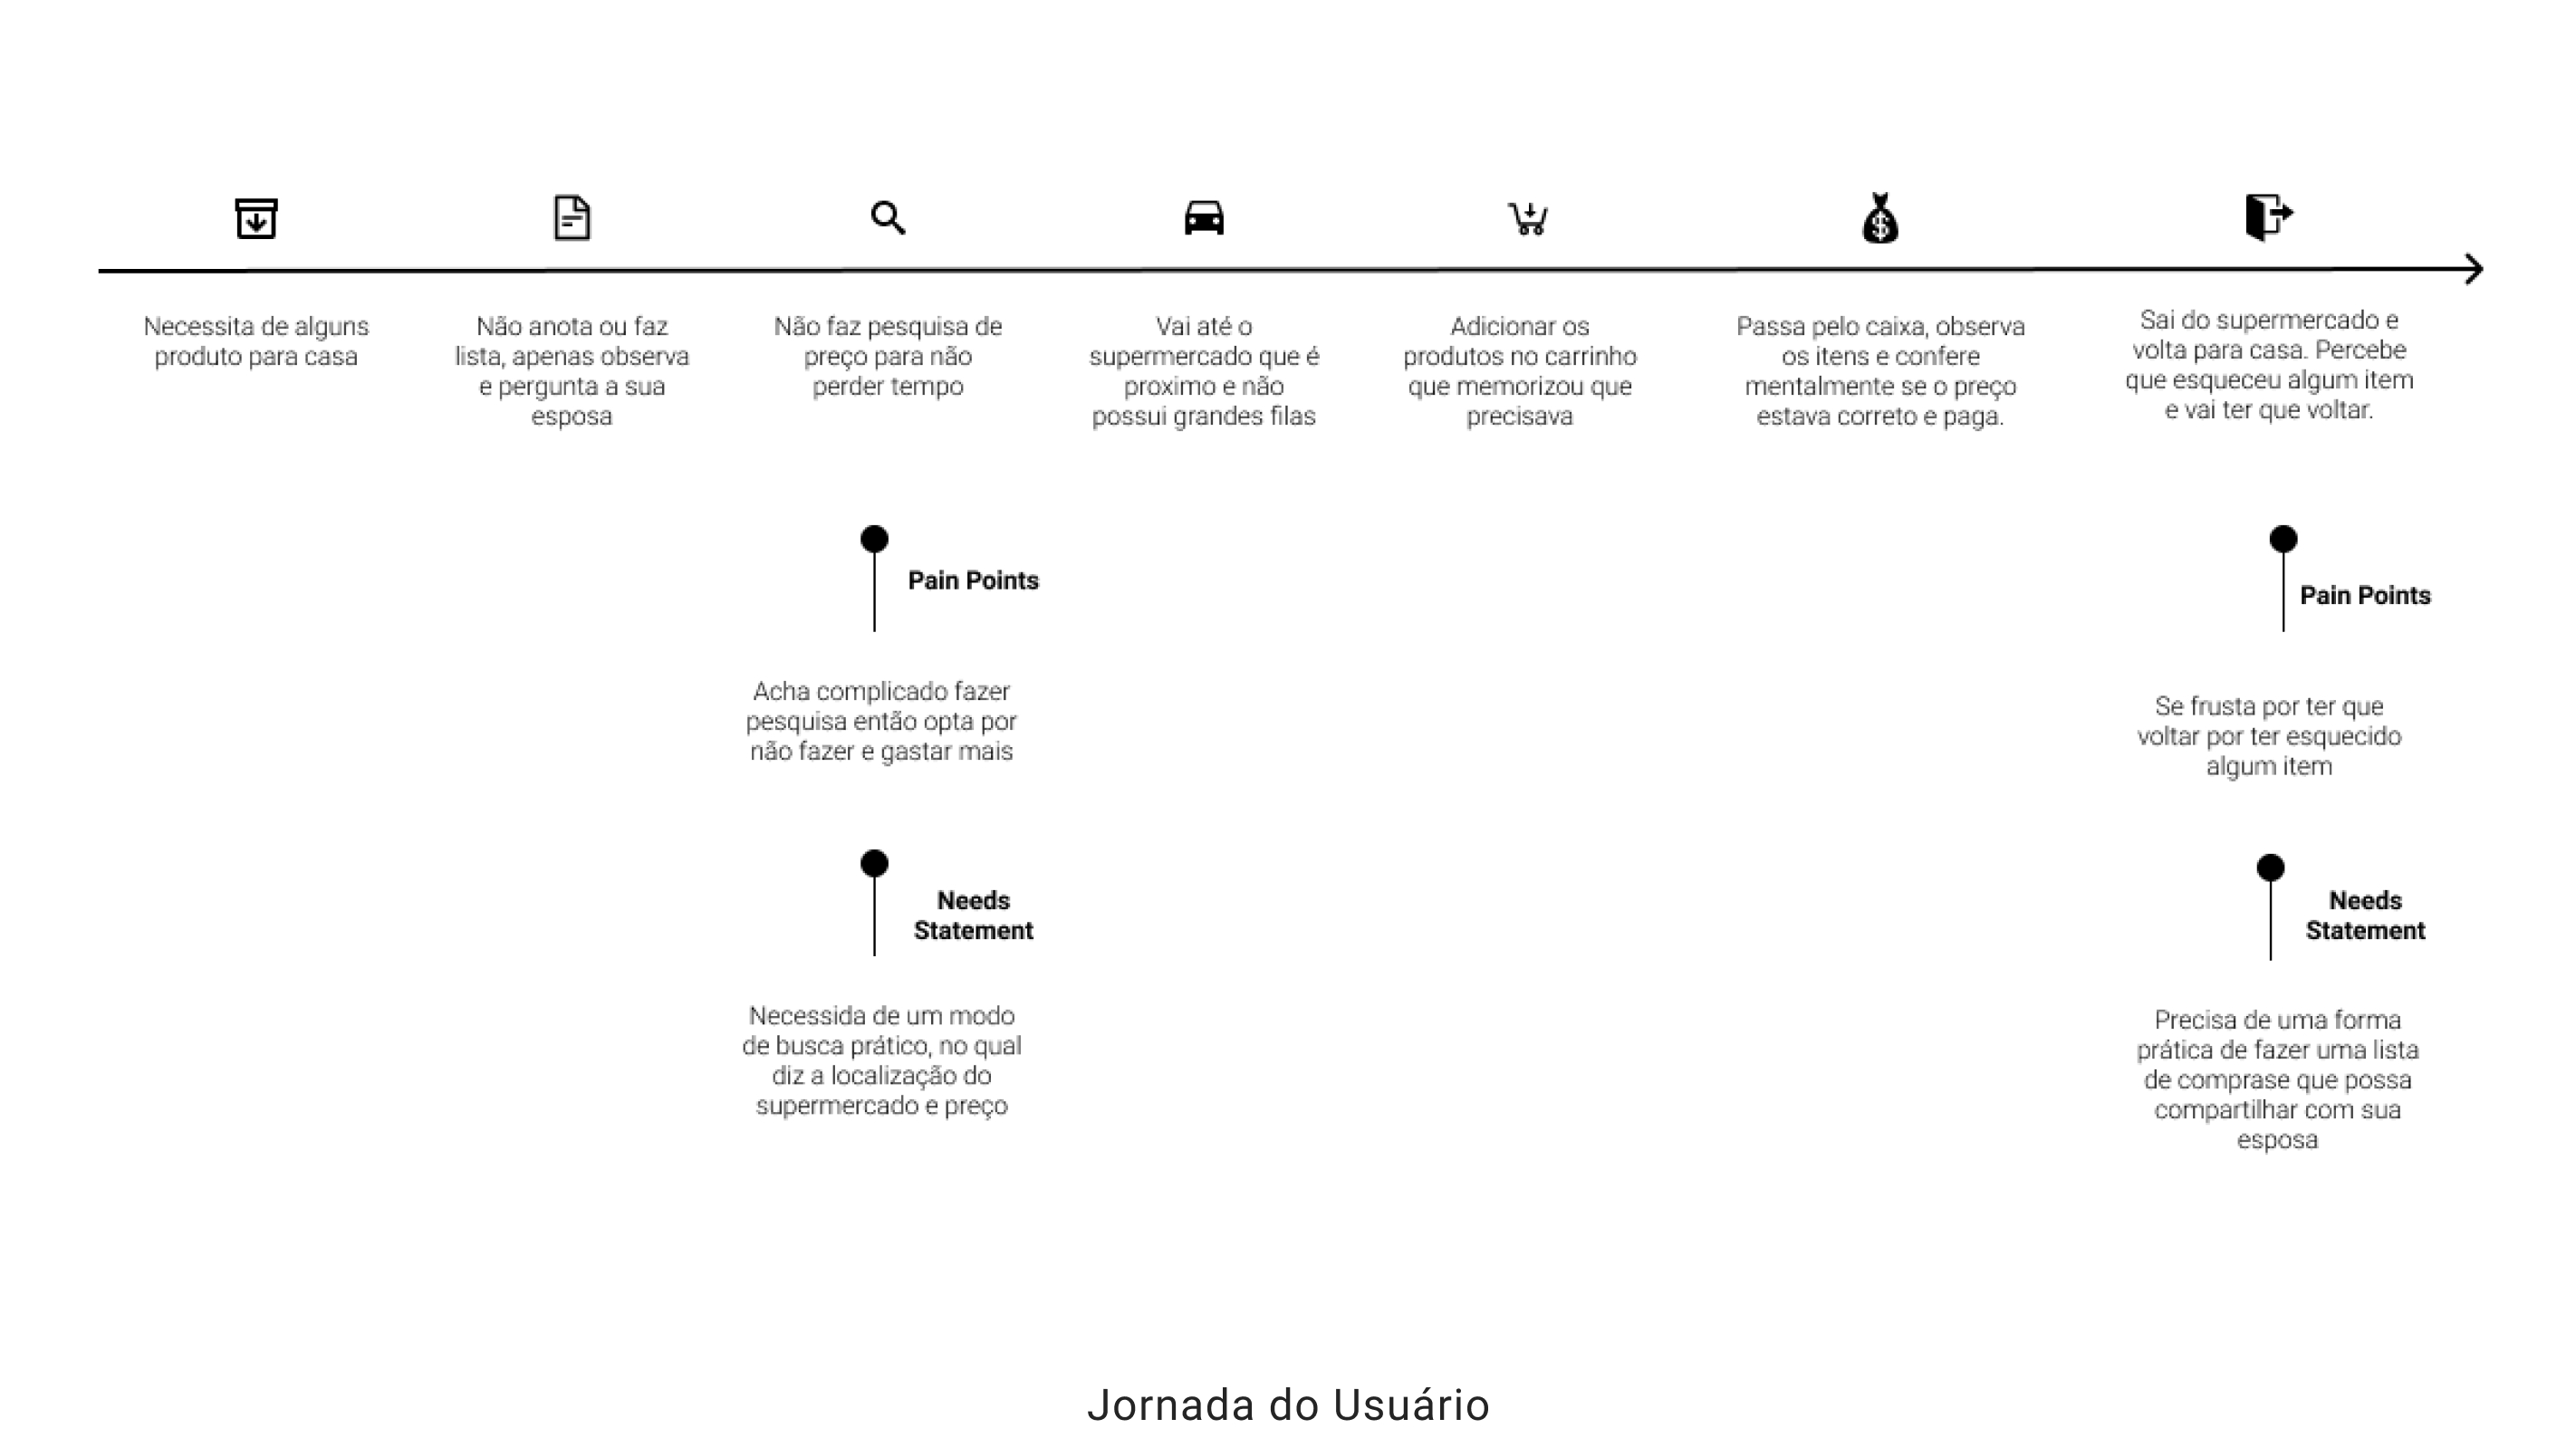 Necessita de alguns
produto para casa
Não anota ou faz
lista, apenas observa
e pergunta a sua
esposa
Não faz pesquisa de
preço para não
perder tempo
Vai até o
supermercado que é
proximo e não
possui grandes filas
Adicionar os
produtos no carrinho
que memorizou que
precisava
Passa pelo caixa, observa
os itens e confere
mentalmente se o preço
estava correto e paga.
Sai do supermercado e
volta para casa. Percebe
que esqueceu algum item
e vai ter que voltar.
Pain Points
Acha complicado fazer
pesquisa então opta por
não fazer e gastar mais
Needs
Statement
Necessida de um modo
de busca prático, no qual
diz a localização do
supermercado e preço
Pain Points
Se frusta por ter que
voltar por ter esquecido
algum item
Needs
Statement
Precisa de uma forma
prática de fazer uma lista
de comprase que possa
compartilhar com sua
esposa
Jornada do Usuário